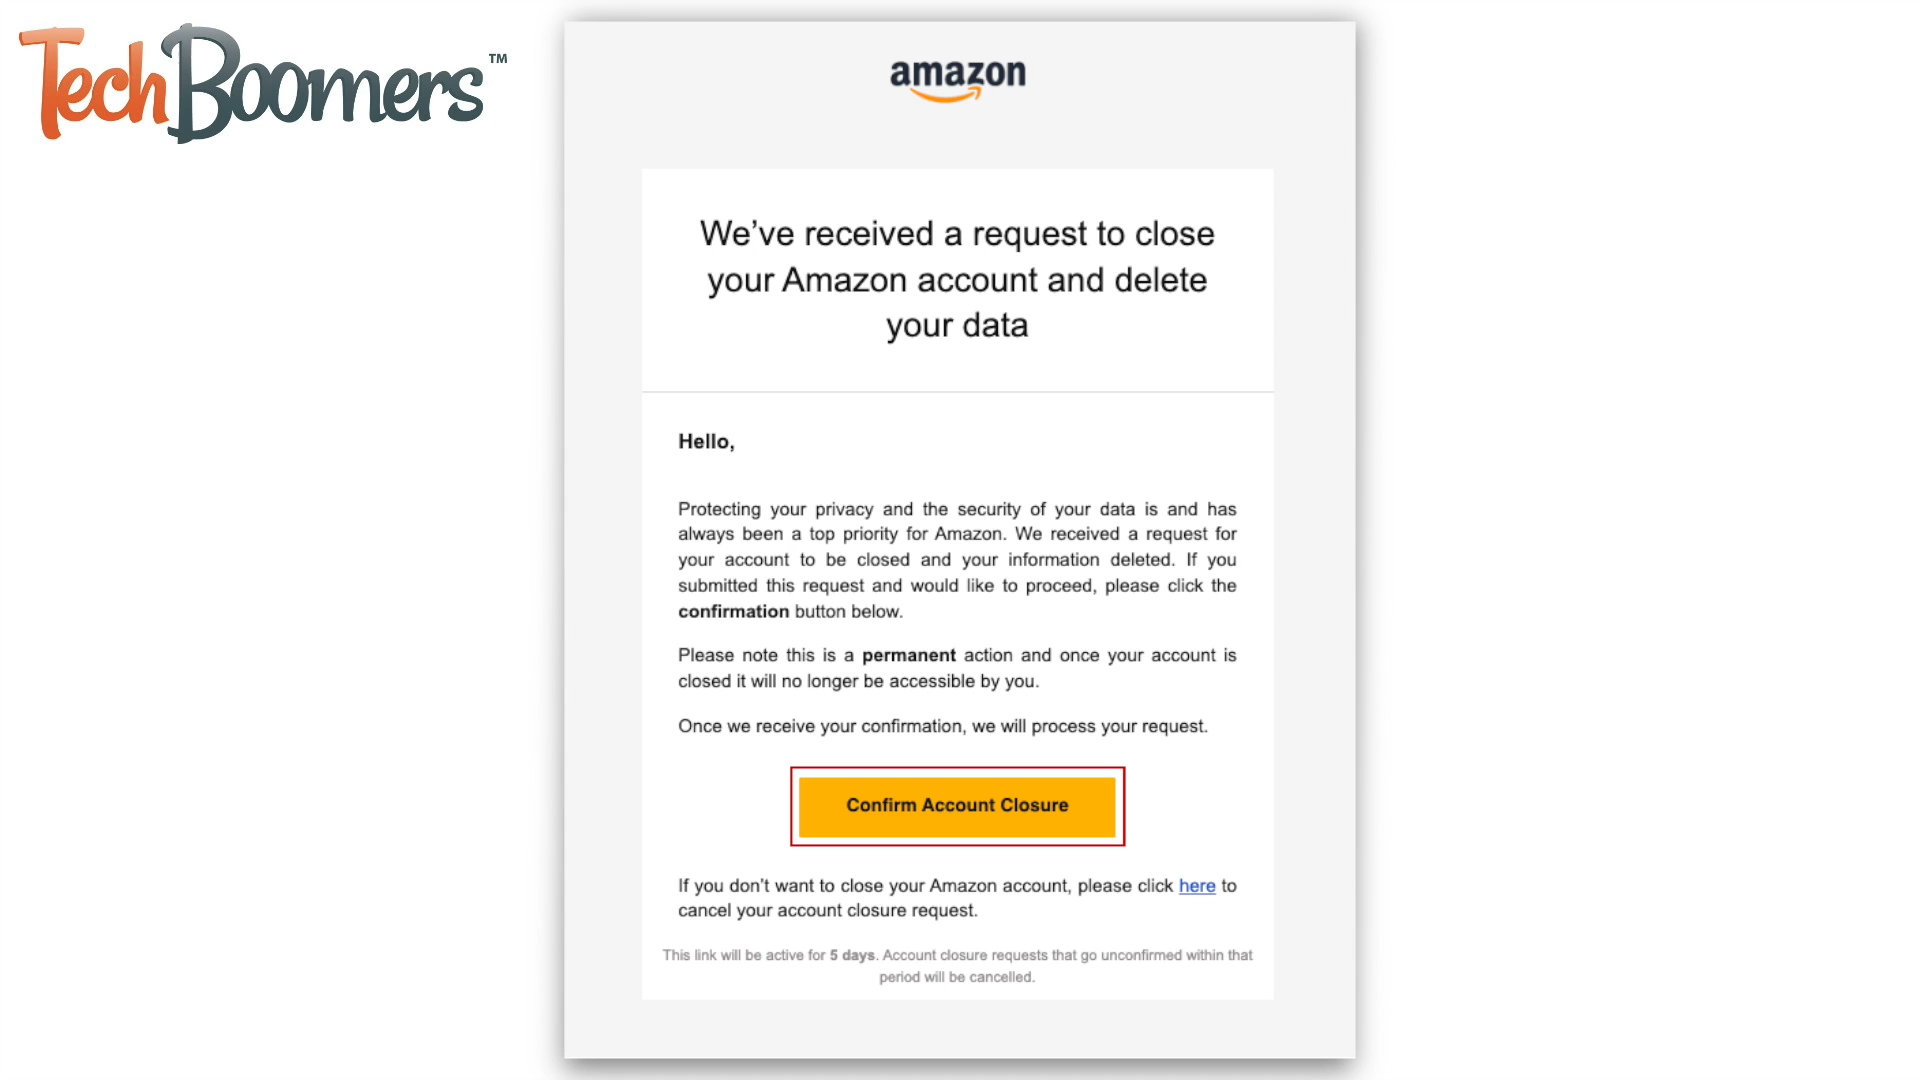 TechBoomers™
amazon
We’ve received a request to close
your Amazon account and delete
your data
Hello,
Protecting your privacy and the security of your data is and has
always been a top priority for Amazon. We received a request for
your account to be closed and your information deleted. If you
submitted this request and would like to proceed, please click the
confirmation button below.
Please note this is a permanent action and once your account is
closed it will no longer be accessible by you.
Once we receive your confirmation, we will process your request.
Confirm Account Closure
If you don’t want to close your Amazon account, please click here to
cancel your account closure request.
This link will be active for 5 days. Account closure requests that go unconfirmed within that
period will be cancelled.